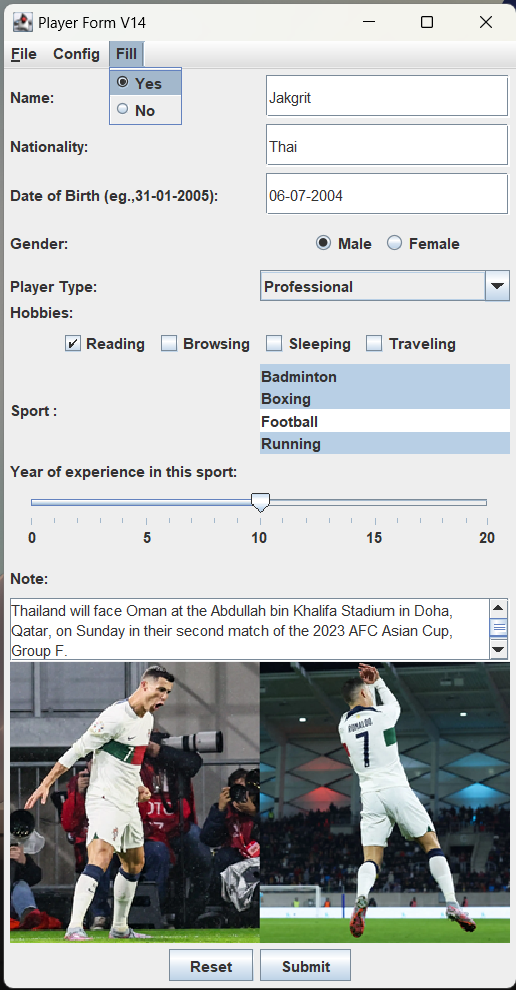 Player Form V14
File Config Fill
Yes
No
Name: Jakgrit
Nationality: Thai
Date of Birth (eg.,31-01-2005): 06-07-2004
Gender: Male Female
Player Type: Professional
Hobbies:
Reading Browsing Sleeping Traveling
Sport :
Badminton
Boxing
Football
Running
Year of experience in this sport:
0 5 10 15 20
Note:
Thailand will face Oman at the Abdullah bin Khalifa Stadium in Doha,
Qatar, on Sunday in their second match of the 2023 AFC Asian Cup,
Group F.
7
RONALDO
7
Reset Submit